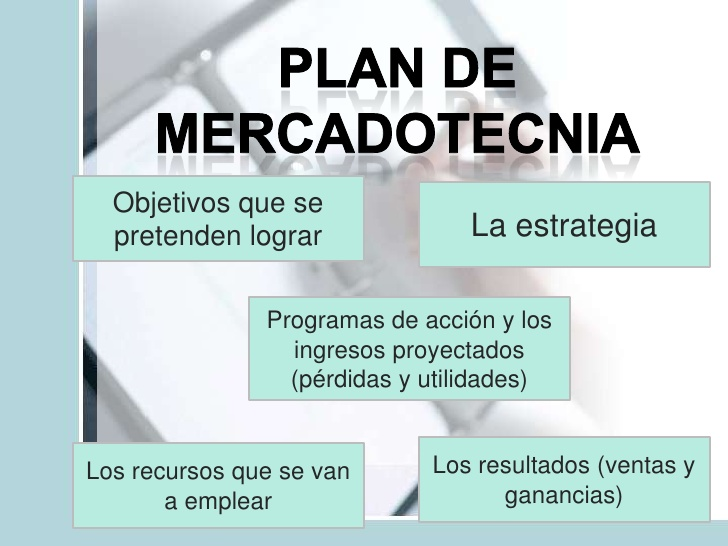 PLAN DE
MERCADOTECNIA
Objetivos que se
pretenden lograr
La estrategia
Programas de acción y los
ingresos proyectados
(pérdidas y utilidades)
Los recursos que se van
a emplear
Los resultados (ventas y
ganancias)